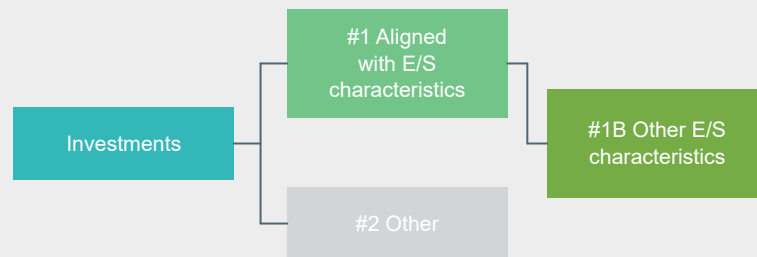 #1 Aligned
with E/S
characteristics
Investments
#1B Other E/S
characteristics
#2 Other